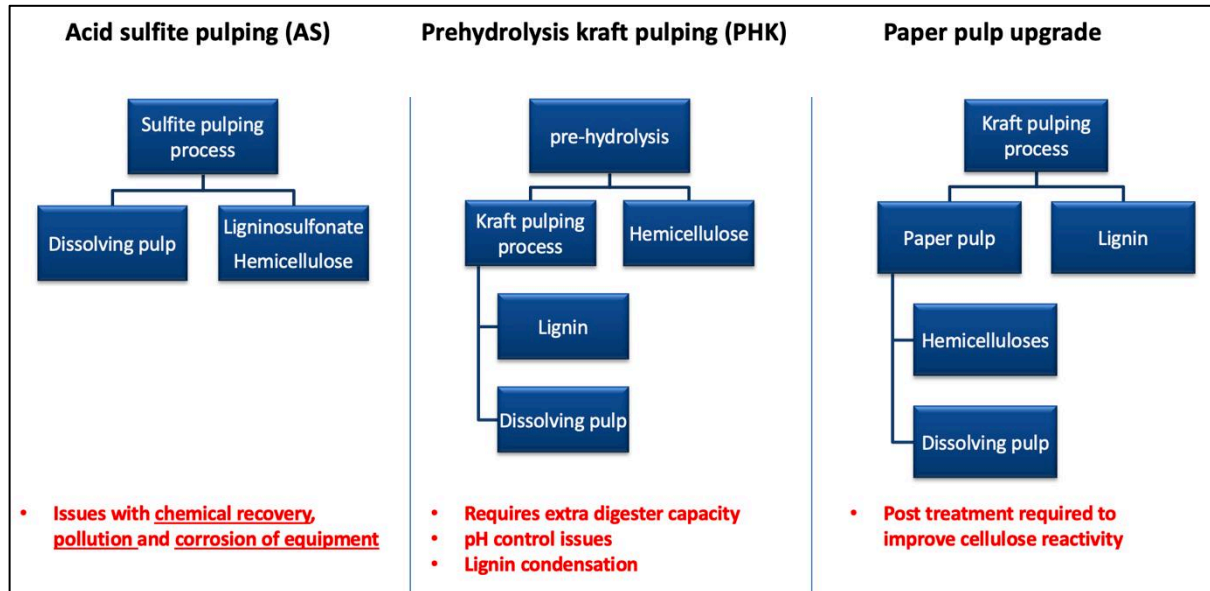 Acid sulfite pulping (AS)
Sulfite pulping
process
Dissolving pulp
Ligninosulfonate
Hemicellulose
• Issues with chemical recovery,
pollution and corrosion of equipment
Prehydrolysis kraft pulping (PHK)
pre-hydrolysis
Kraft pulping
process
Hemicellulose
Lignin
Dissolving pulp
• Requires extra digester capacity
• pH control issues
• Lignin condensation
Paper pulp upgrade
Kraft pulping
process
Paper pulp
Lignin
Hemicelluloses
Dissolving pulp
• Post treatment required to
improve cellulose reactivity